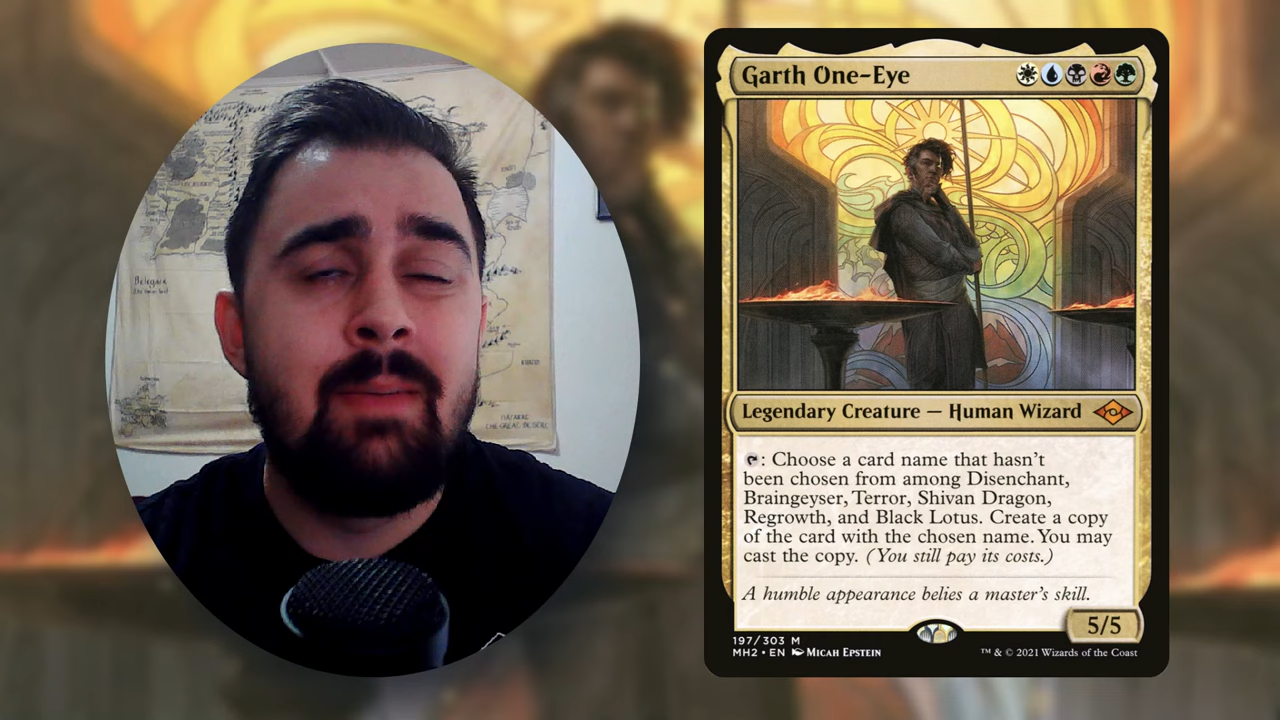 Belegaer
Garth One-Eye
Legendary Creature — Human Wizard
: Choose a card name that hasn't
been chosen from among Disenchant,
Braingeyser, Terror, Shivan Dragon,
Regrowth, and Black Lotus. Create a copy
of the card with the chosen name. You may
cast the copy. (You still pay its costs.)
A humble appearance belies a master's skill.
5/5
197/303 M
MH2 • EN Micah Epstein
™ & © 2021 Wizards of the Coast